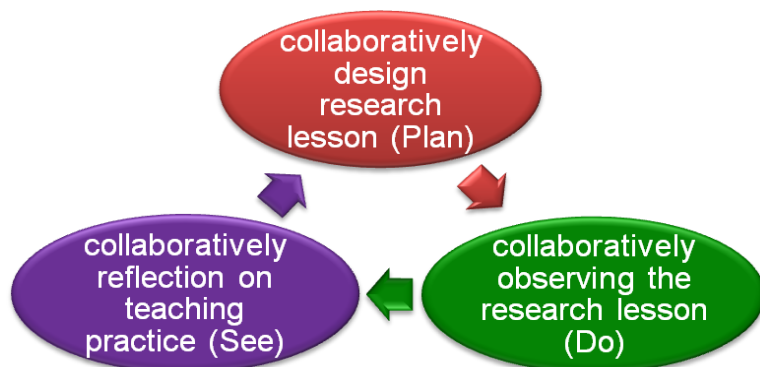 collaboratively
design
research
lesson (Plan)
collaboratively
observing the
research lesson
(Do)
collaboratively
reflection on
teaching
practice (See)